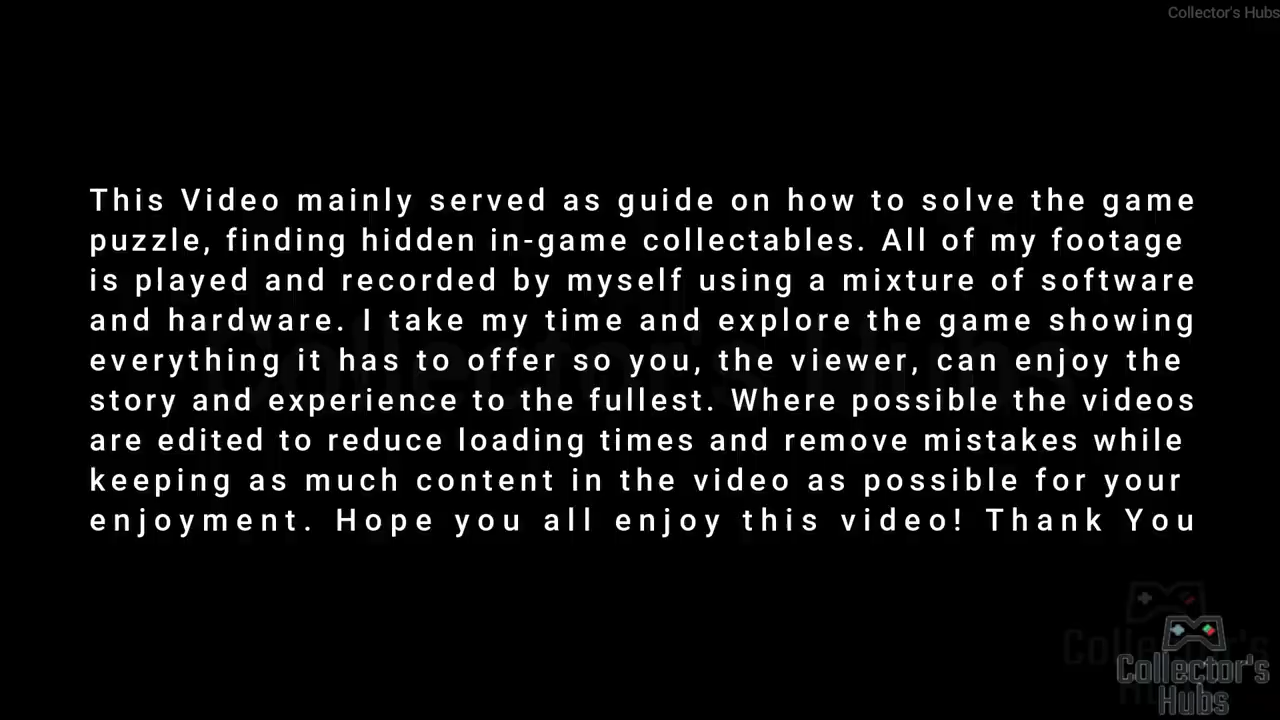 Collector's Hubs
This Video mainly served as guide on how to solve the game
puzzle, finding hidden in-game collectables. All of my footage
is played and recorded by myself using a mixture of software
and hardware. I take my time and explore the game showing
everything it has to offer so you, the viewer, can enjoy the
story and experience to the fullest. Where possible the videos
are edited to reduce loading times and remove mistakes while
keeping as much content in the video as possible for your
enjoyment. Hope you all enjoy this video! Thank You
Collector's
Hubs